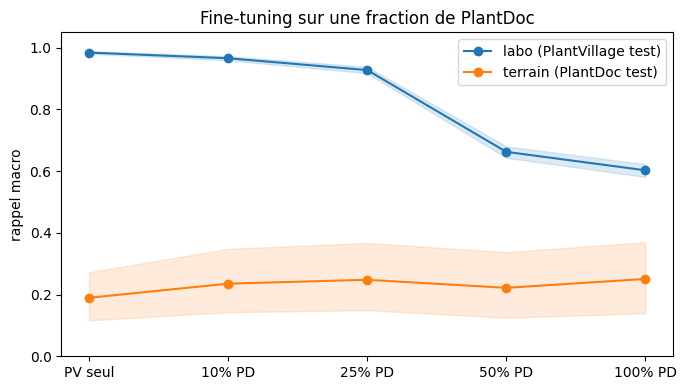 Fine-tuning sur une fraction de PlantDoc
labo (PlantVillage test)
terrain (PlantDoc test)
rappel macro
1.0
0.8
0.6
0.4
0.2
0.0
PV seul
10% PD
25% PD
50% PD
100% PD